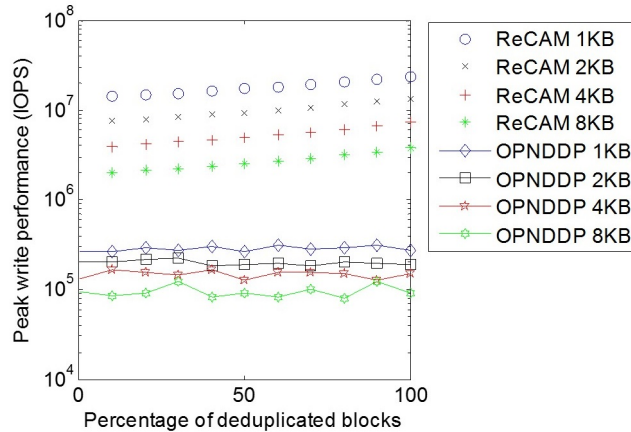 10^8
10^7
10^6
10^5
10^4
Peak write performance (IOPS)
0
50
100
Percentage of deduplicated blocks
ReCAM 1KB
ReCAM 2KB
ReCAM 4KB
ReCAM 8KB
OPNDDP 1KB
OPNDDP 2KB
OPNDDP 4KB
OPNDDP 8KB